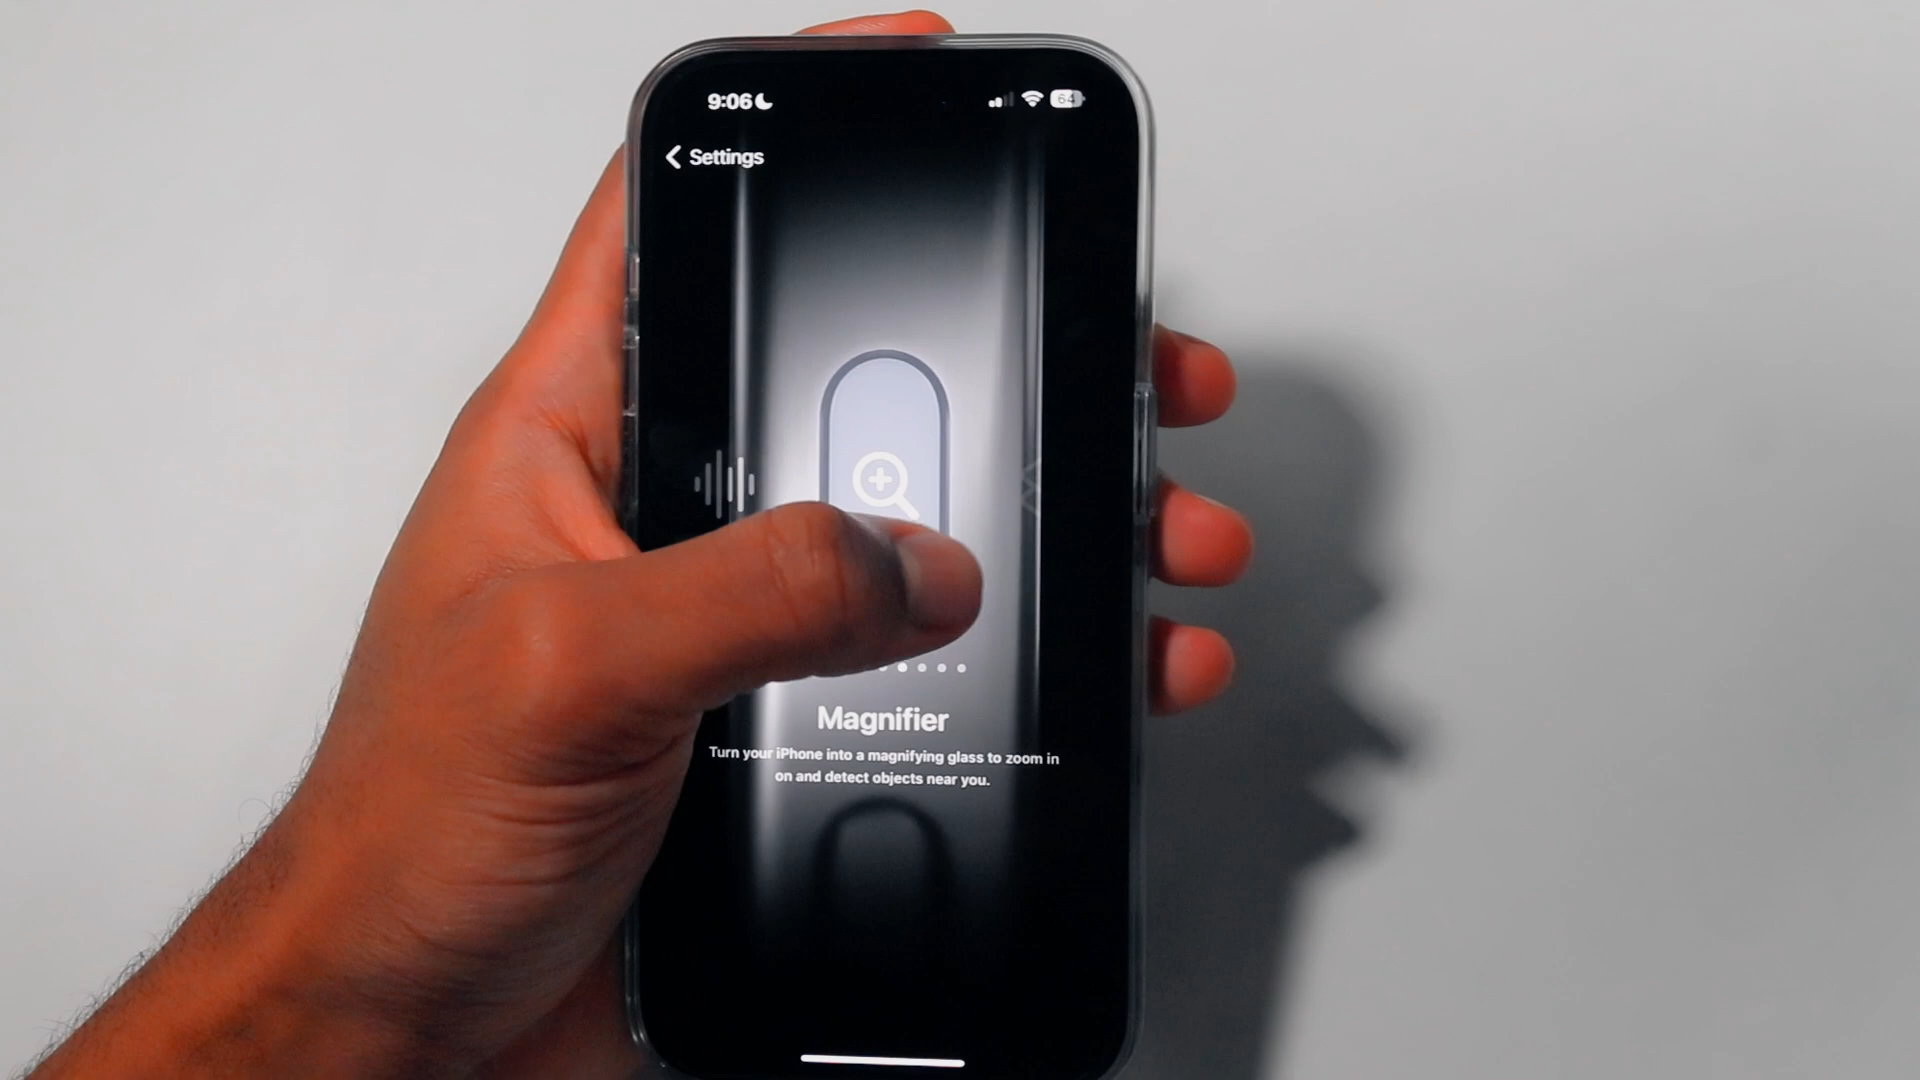 9:06
64
Settings
Magnifier
Turn your iPhone into a magnifying glass to zoom in
on and detect objects near you.